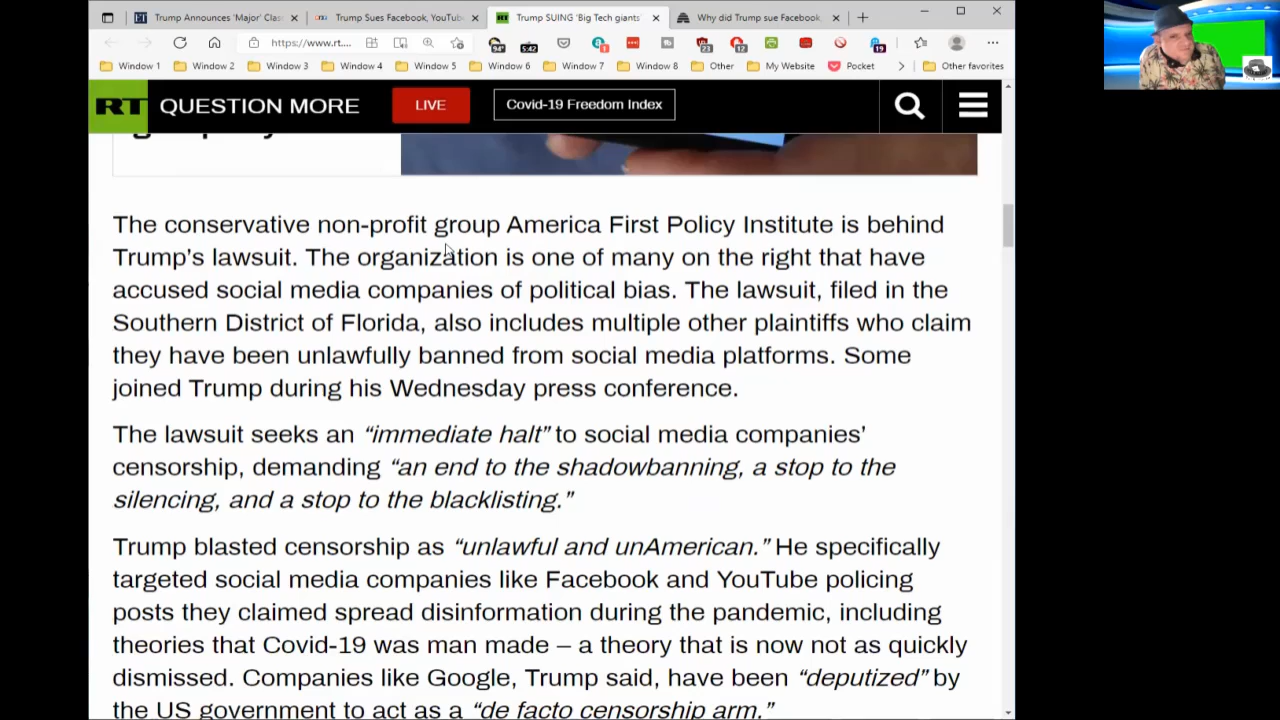 Trump Announces 'Major' Clas
Trump Sues Facebook, YouTub
Trump SUING 'Big Tech giants'
Why did Trump sue Facebook,
https://www.rt....
94°
5:42
1
23
12
19
Window 1
Window 2
Window 3
Window 4
Window 5
Window 6
Window 7
Window 8
Other
My Website
Pocket
Other favorites
RT QUESTION MORE
LIVE
Covid-19 Freedom Index
The conservative non-profit group America First Policy Institute is behind
Trump's lawsuit. The organization is one of many on the right that have
accused social media companies of political bias. The lawsuit, filed in the
Southern District of Florida, also includes multiple other plaintiffs who claim
they have been unlawfully banned from social media platforms. Some
joined Trump during his Wednesday press conference.
The lawsuit seeks an “immediate halt” to social media companies’
censorship, demanding “an end to the shadowbanning, a stop to the
silencing, and a stop to the blacklisting.”
Trump blasted censorship as “unlawful and unAmerican.” He specifically
targeted social media companies like Facebook and YouTube policing
posts they claimed spread disinformation during the pandemic, including
theories that Covid-19 was man made – a theory that is now not as quickly
dismissed. Companies like Google, Trump said, have been “deputized” by
the US government to act as a “de facto censorship arm.”